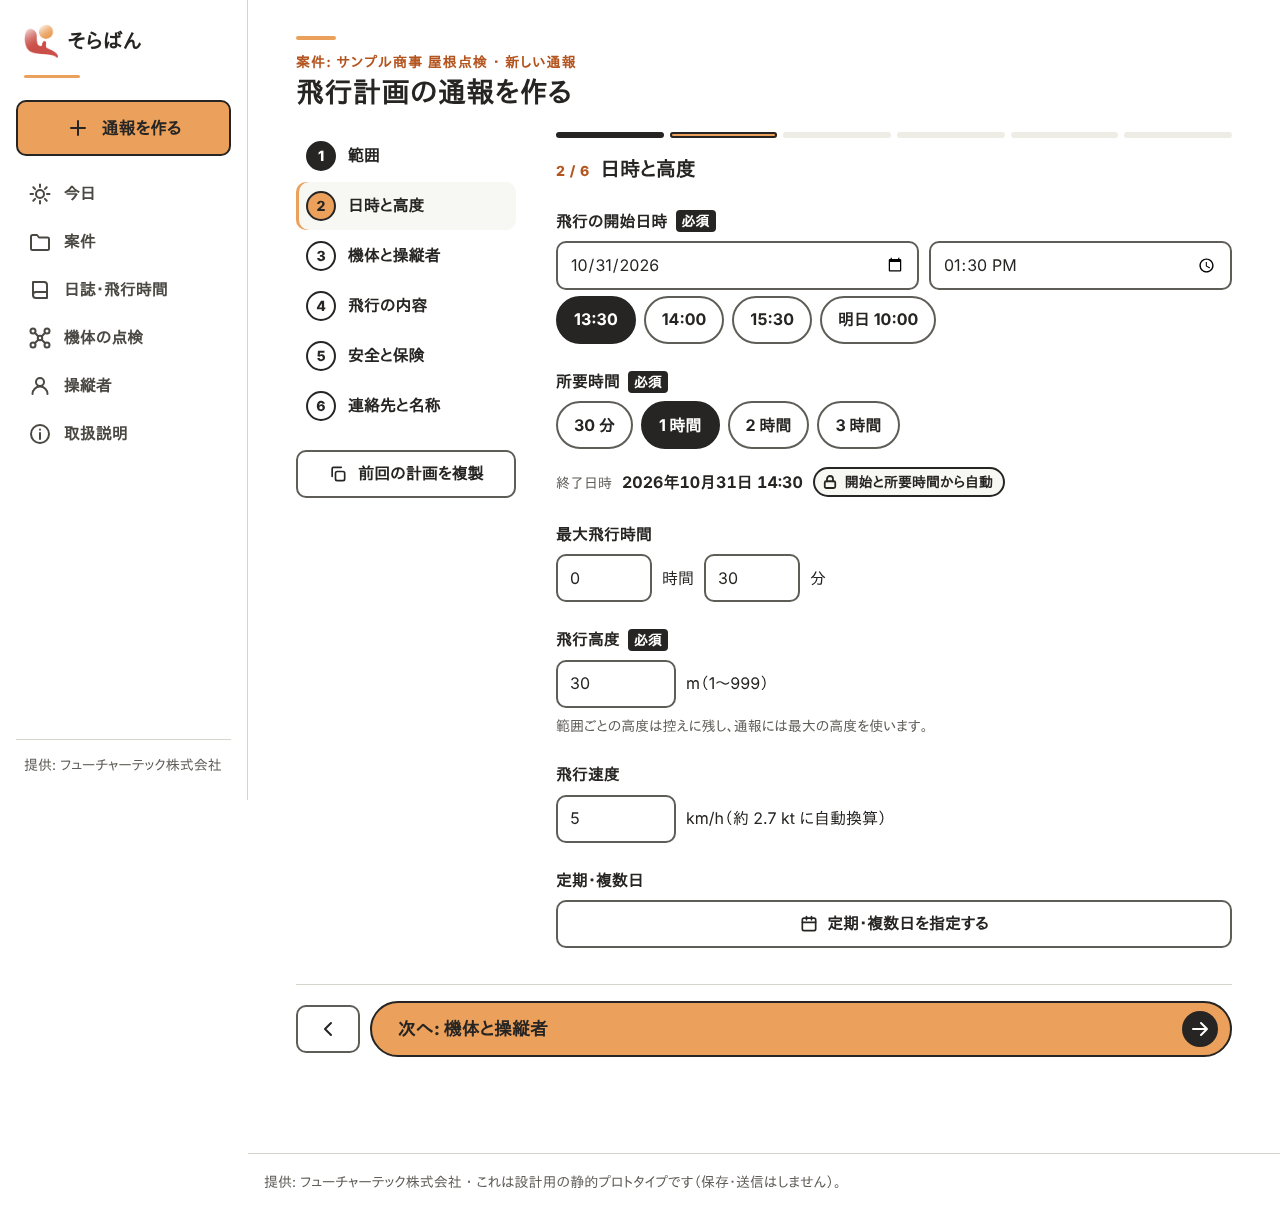 そらばん
通報を作る
今日
案件
日誌・飛行時間
機体の点検
操縦者
取扱説明
提供: フューチャーテック株式会社
案件: サンプル商事 屋根点検 ・ 新しい通報
飛行計画の通報を作る
1 範囲
2 日時と高度
3 機体と操縦者
4 飛行の内容
5 安全と保険
6 連絡先と名称
前回の計画を複製
2 / 6 日時と高度
飛行の開始日時 必須
10/31/2026 01:30 PM
13:30 14:00 15:30 明日 10:00
所要時間 必須
30 分 1 時間 2 時間 3 時間
終了日時 2026年10月31日 14:30 開始と所要時間から自動
最大飛行時間
0 時間 30 分
飛行高度 必須
30 m（1〜999）
範囲ごとの高度は控えに残し、通報には最大の高度を使います。
飛行速度
5 km/h（約 2.7 kt に自動換算）
定期・複数日
定期・複数日を指定する
次へ: 機体と操縦者
提供: フューチャーテック株式会社 ・ これは設計用の静的プロトタイプです（保存・送信はしません）。